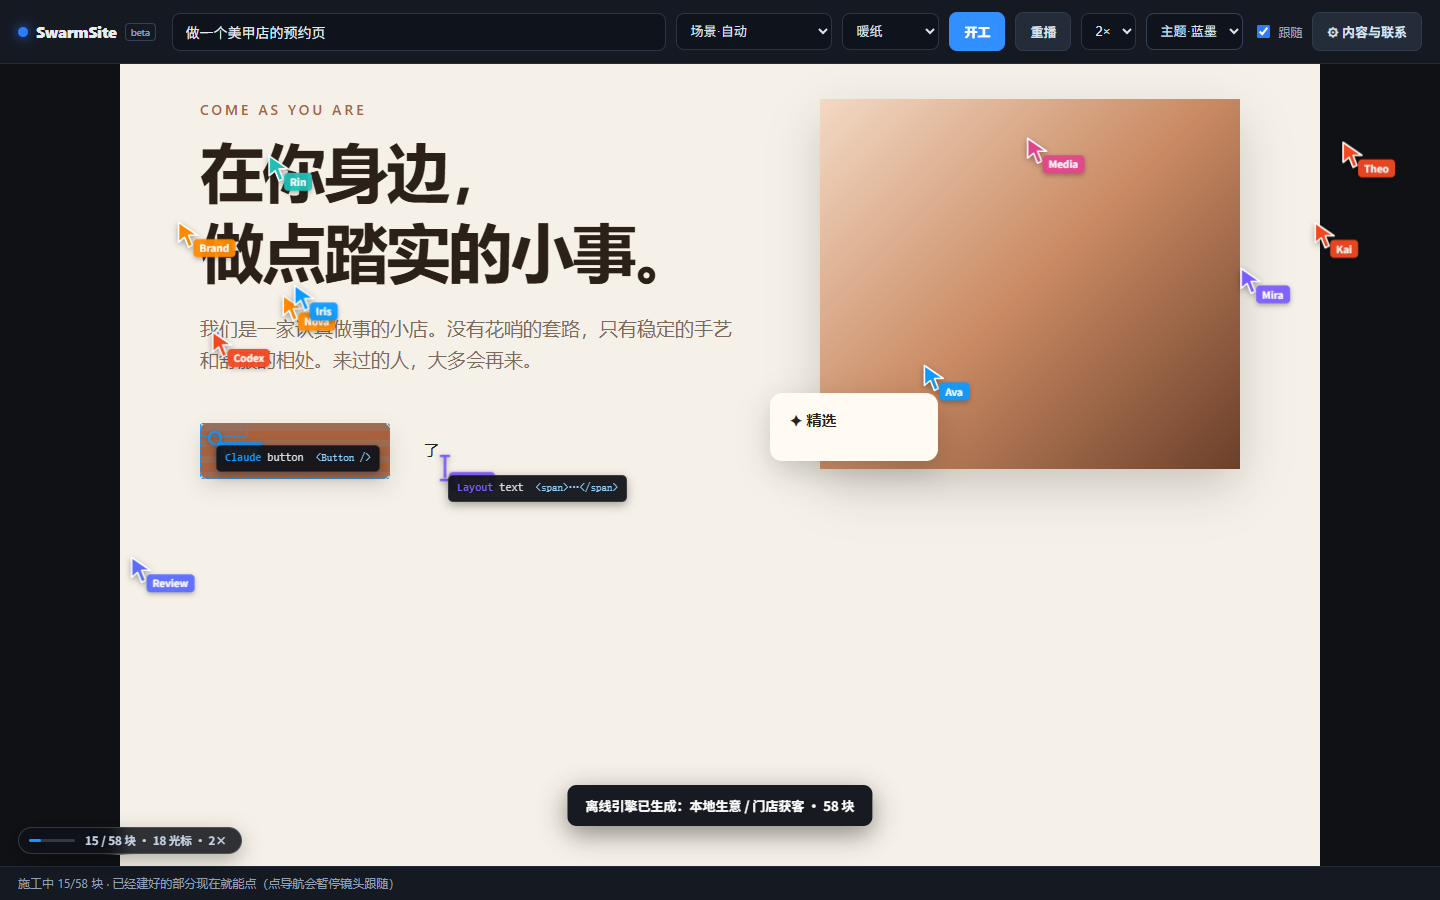 SwarmSite beta 做一个美甲店的预约页 场景·自动 暖纸 开工 重播 2× 主题·蓝墨 跟随 ⚙ 内容与联系
COME AS YOU ARE
在你身边，
做点踏实的小事。
我们是一家认真做事的小店。没有花哨的套路，只有稳定的手艺
和舒服的相处。来过的人，大多会再来。
Rin
Brand
Iris
Nova
Codex
Media
Theo
Kai
Mira
Ava
✦ 精选
Claude button <Button />
了
Layout text <span>⋯</span>
Review
离线引擎已生成：本地生意 / 门店获客 · 58 块
15 / 58 块 · 18 光标 · 2×
施工中 15/58 块 · 已经建好的部分现在就能点（点导航会暂停镜头跟随）